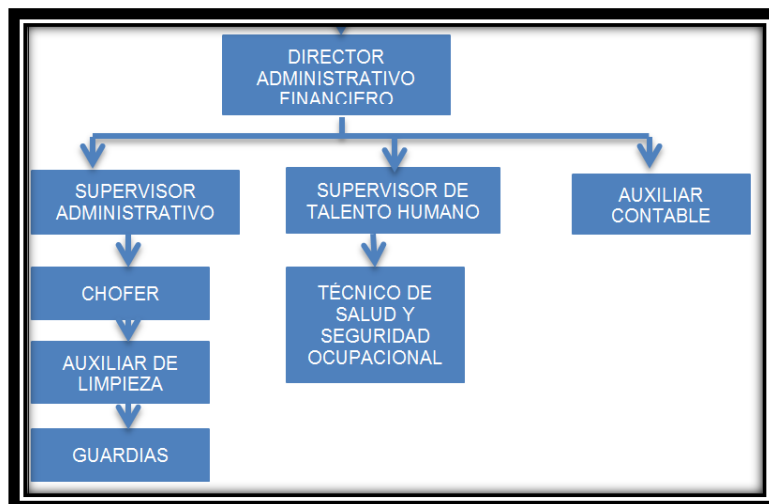 DIRECTOR
ADMINISTRATIVO
FINANCIERO
SUPERVISOR
ADMINISTRATIVO
SUPERVISOR DE
TALENTO HUMANO
AUXILIAR
CONTABLE
CHOFER
TÉCNICO DE
SALUD Y
SEGURIDAD
OCUPACIONAL
AUXILIAR DE
LIMPIEZA
GUARDIAS